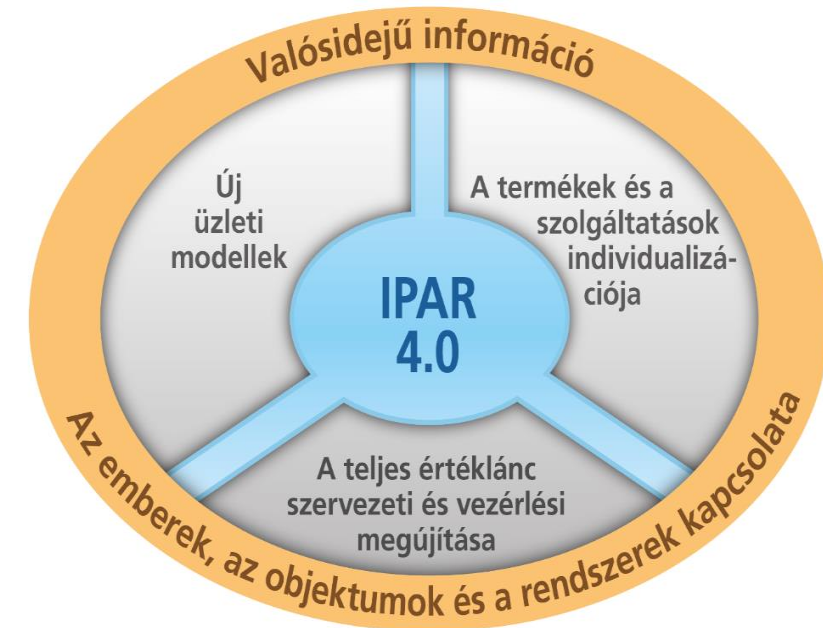 Valósidejű információ
Új
üzleti
modellek
A termékek és a
szolgáltatások
individualizá-
ciója
IPAR
4.0
A teljes értéklánc
szervezeti és vezérlési
megújítása
Az emberek, az objektumok és a rendszerek kapcsolata